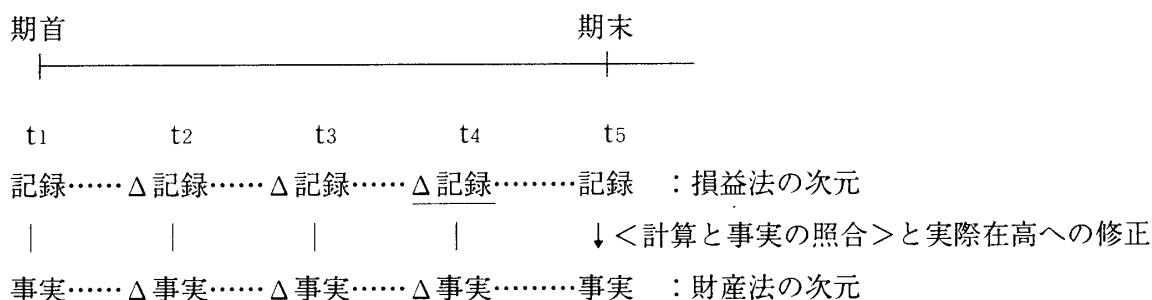 期首 期末
t1 t2 t3 t4 t5
記録……Δ記録……Δ記録……Δ記録………記録 :損益法の次元
| | | | ↓<計算と事実の照合>と実際在高への修正
事実……Δ事実……Δ事実……Δ事実………事実 :財産法の次元